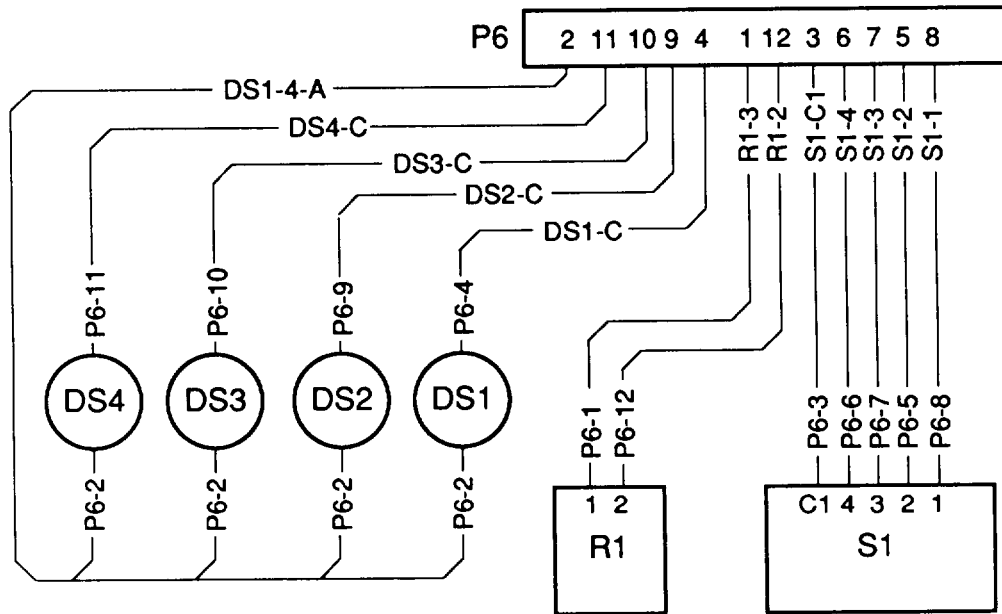 P6 2 11 10 9 4 1 12 3 6 7 5 8
DS1-4-A
DS4-C
DS3-C
DS2-C
DS1-C
R1-3
R1-2
S1-C1
S1-4
S1-3
S1-2
S1-1
P6-11
P6-10
P6-9
P6-4
DS4
DS3
DS2
DS1
P6-2
P6-2
P6-2
P6-2
P6-1
P6-12
P6-3
P6-6
P6-7
P6-5
P6-8
1 2
R1
C1 4 3 2 1
S1